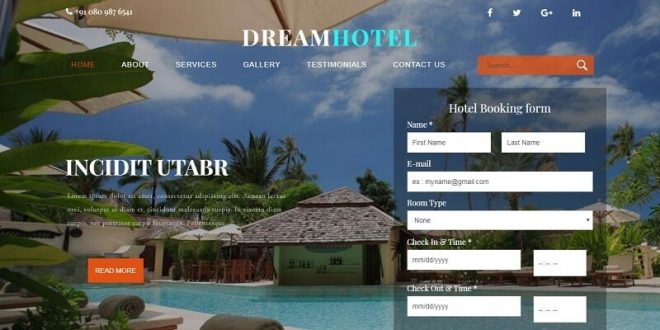 +91 080 987 6541
DREAMHOTEL
HOME ABOUT SERVICES GALLERY TESTIMONIALS CONTACT US
Search...
Hotel Booking form
Name *
First Name Last Name
E-mail
ex : myname@gmail.com
Room Type
None
Check In & Time *
mm/dd/yyyy --:-- --
Check Out & Time *
mm/dd/yyyy --:-- --
INCIDIT UTABR
Lorem ipsum dolor sit amet, consectetur adipiscing elit. Aenean lectus
orci, volutpat at diam et, tincidunt malesuada turpis. In viverra diam
turpis, nec porttitor turpis feugiat a. Pellentesque
READ MORE